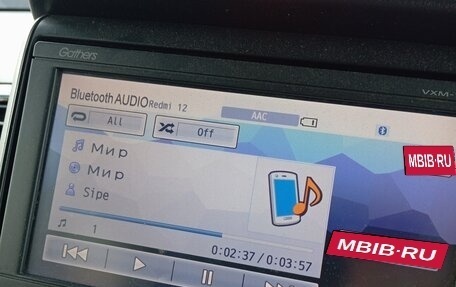 Gathers
VXM-
Bluetooth AUDIO Redmi 12
AAC
All
Off
Мир
Мир
Sipe
1
0:02:37 / 0:03:57
MBIB·RU
MBIB·RU